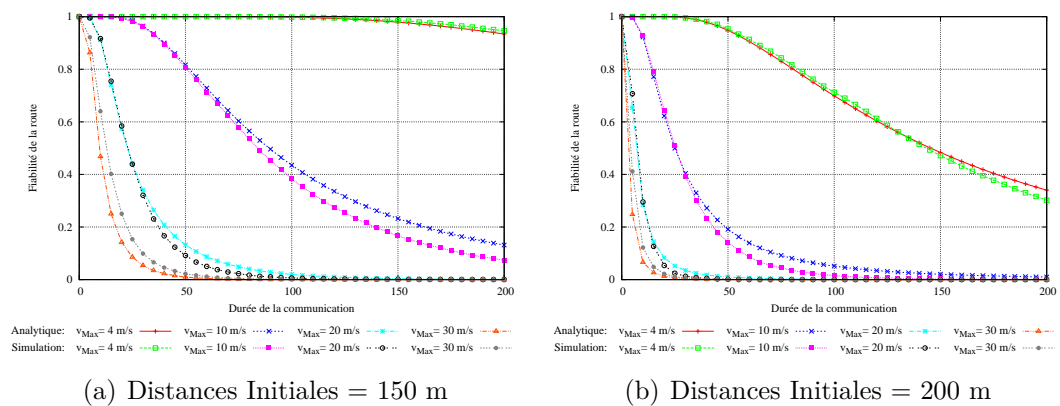 1
0.8
0.6
0.4
0.2
0
0 50 100 150 200
Fiabilité de la route
Durée de la communication
Analytique: vMax= 4 m/s vMax= 10 m/s vMax= 20 m/s vMax= 30 m/s
Simulation: vMax= 4 m/s vMax= 10 m/s vMax= 20 m/s vMax= 30 m/s
(a) Distances Initiales = 150 m
1
0.8
0.6
0.4
0.2
0
0 50 100 150 200
Fiabilité de la route
Durée de la communication
Analytique: vMax= 4 m/s vMax= 10 m/s vMax= 20 m/s vMax= 30 m/s
Simulation: vMax= 4 m/s vMax= 10 m/s vMax= 20 m/s vMax= 30 m/s
(b) Distances Initiales = 200 m